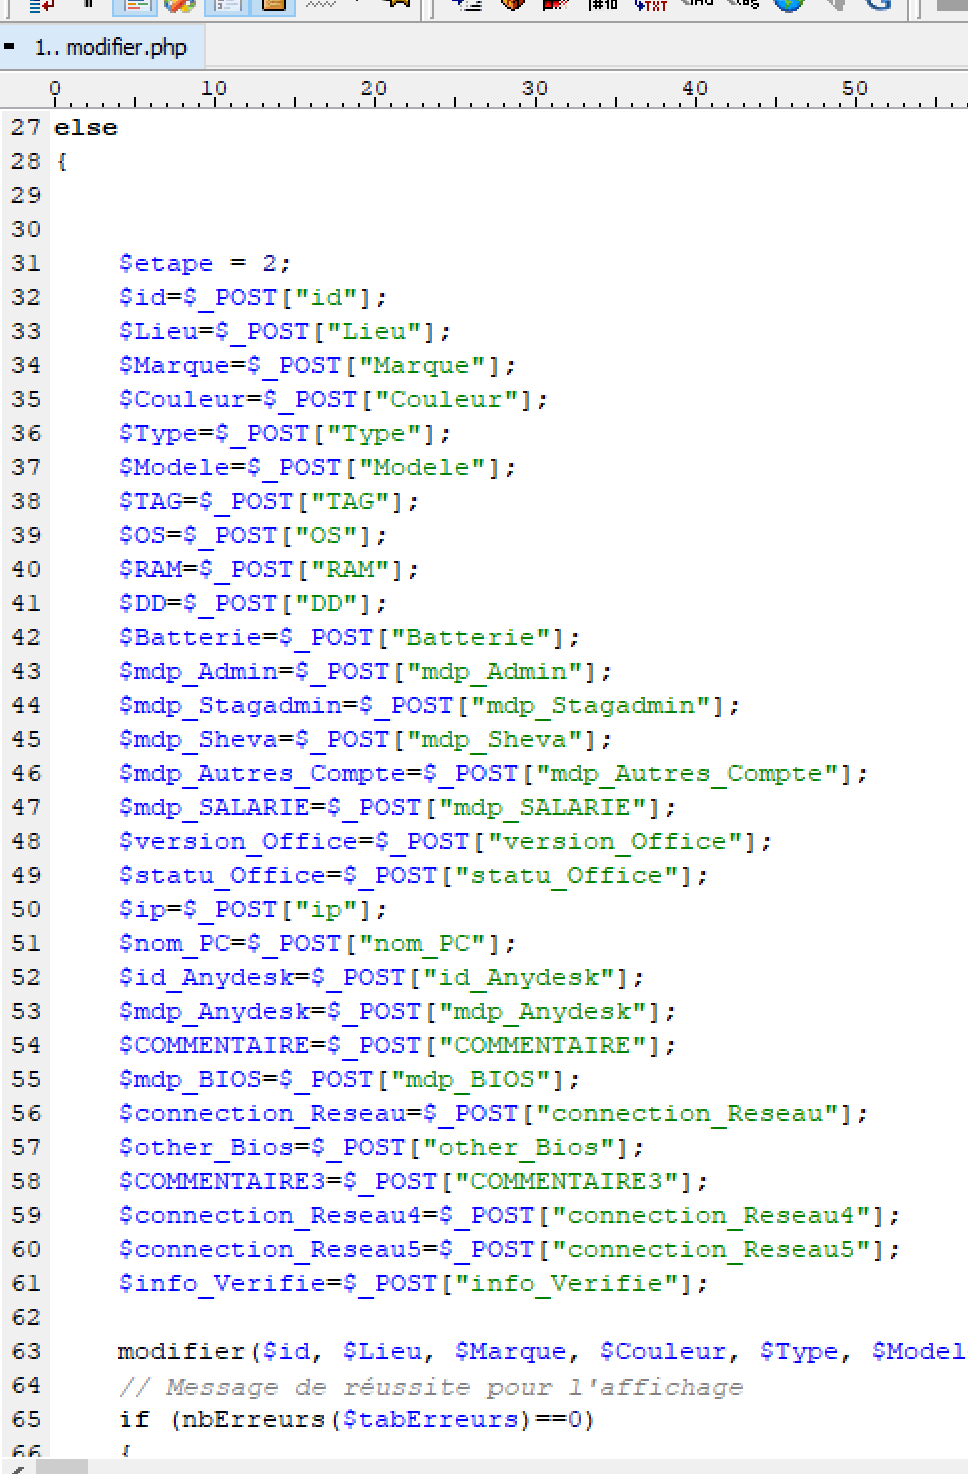 #10 TXT
1.. modifier.php
0 10 20 30 40 50
27 else
28 {
29
30
31 $etape = 2;
32 $id=$_POST["id"];
33 $Lieu=$_POST["Lieu"];
34 $Marque=$_POST["Marque"];
35 $Couleur=$_POST["Couleur"];
36 $Type=$_POST["Type"];
37 $Modele=$_POST["Modele"];
38 $TAG=$_POST["TAG"];
39 $OS=$_POST["OS"];
40 $RAM=$_POST["RAM"];
41 $DD=$_POST["DD"];
42 $Batterie=$_POST["Batterie"];
43 $mdp_Admin=$_POST["mdp_Admin"];
44 $mdp_Stagadmin=$_POST["mdp_Stagadmin"];
45 $mdp_Sheva=$_POST["mdp_Sheva"];
46 $mdp_Autres_Compte=$_POST["mdp_Autres_Compte"];
47 $mdp_SALARIE=$_POST["mdp_SALARIE"];
48 $version_Office=$_POST["version_Office"];
49 $statu_Office=$_POST["statu_Office"];
50 $ip=$_POST["ip"];
51 $nom_PC=$_POST["nom_PC"];
52 $id_Anydesk=$_POST["id_Anydesk"];
53 $mdp_Anydesk=$_POST["mdp_Anydesk"];
54 $COMMENTAIRE=$_POST["COMMENTAIRE"];
55 $mdp_BIOS=$_POST["mdp_BIOS"];
56 $connection_Reseau=$_POST["connection_Reseau"];
57 $other_Bios=$_POST["other_Bios"];
58 $COMMENTAIRE3=$_POST["COMMENTAIRE3"];
59 $connection_Reseau4=$_POST["connection_Reseau4"];
60 $connection_Reseau5=$_POST["connection_Reseau5"];
61 $info_Verifie=$_POST["info_Verifie"];
62
63 modifier($id, $Lieu, $Marque, $Couleur, $Type, $Model
64 // Message de réussite pour l'affichage
65 if (nbErreurs($tabErreurs)==0)
66 {